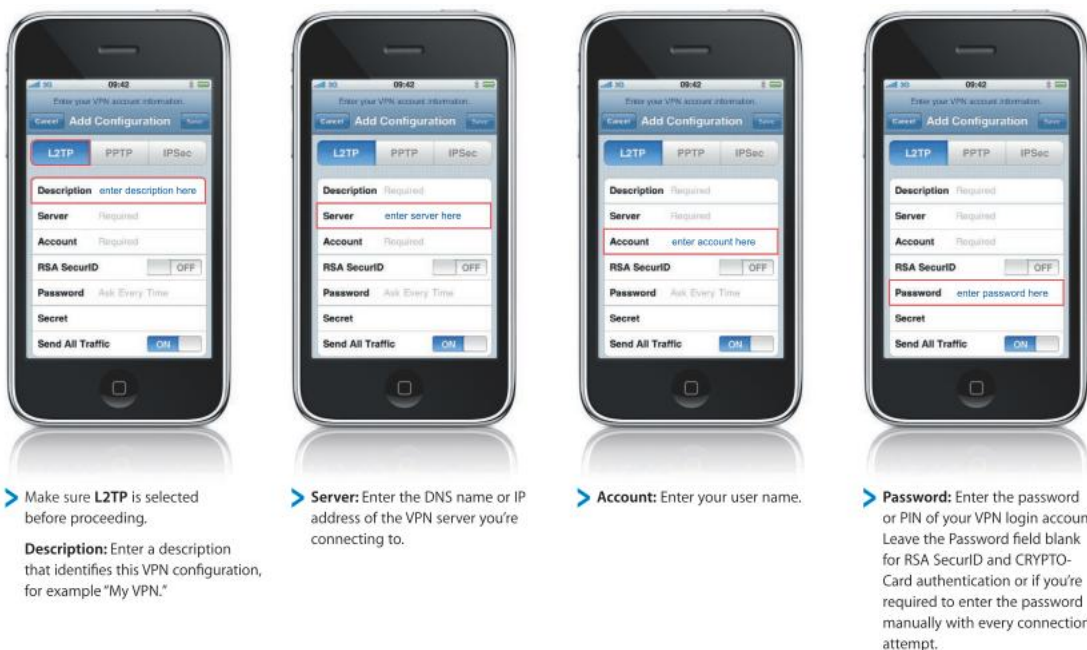 3G 09:42
Enter your VPN account information.
Cancel Add Configuration Save
L2TP PPTP IPSec
Description enter description here
Server Required
Account Required
RSA SecurID OFF
Password Ask Every Time
Secret
Send All Traffic ON
Make sure L2TP is selected
before proceeding.
Description: Enter a description
that identifies this VPN configuration,
for example "My VPN."
3G 09:42
Enter your VPN account information.
Cancel Add Configuration Save
L2TP PPTP IPSec
Description Required
Server enter server here
Account Required
RSA SecurID OFF
Password Ask Every Time
Secret
Send All Traffic ON
Server: Enter the DNS name or IP
address of the VPN server you're
connecting to.
3G 09:42
Enter your VPN account information.
Cancel Add Configuration Save
L2TP PPTP IPSec
Description Required
Server Required
Account enter account here
RSA SecurID OFF
Password Ask Every Time
Secret
Send All Traffic ON
Account: Enter your user name.
3G 09:42
Enter your VPN account information.
Cancel Add Configuration Save
L2TP PPTP IPSec
Description Required
Server Required
Account Required
RSA SecurID OFF
Password enter password here
Secret
Send All Traffic ON
Password: Enter the password
or PIN of your VPN login accoun
Leave the Password field blank
for RSA SecurID and CRYPTO-
Card authentication or if you're
required to enter the password
manually with every connection
attempt.